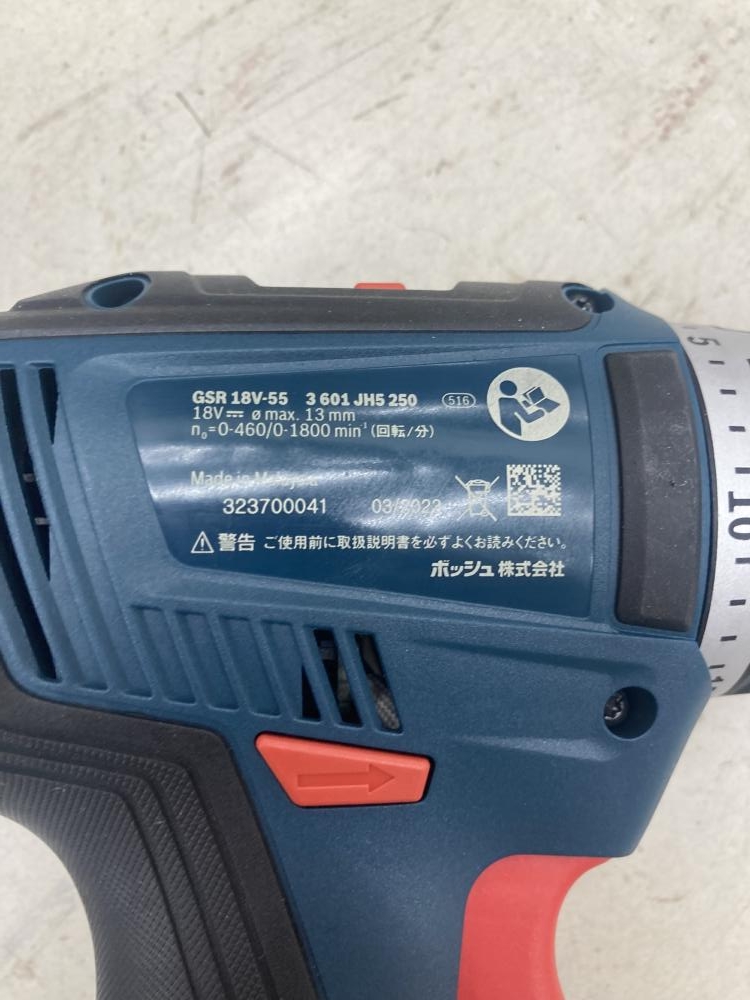 GSR 18V-55 3 601 JH5 250 516
18V ⎓ ø max. 13 mm
n₀=0-460/0-1800 min⁻¹ (回転/分)
Made in Malaysia
323700041 03/2022
警告 ご使用前に取扱説明書を必ずよくお読みください。
ボッシュ株式会社
5
10